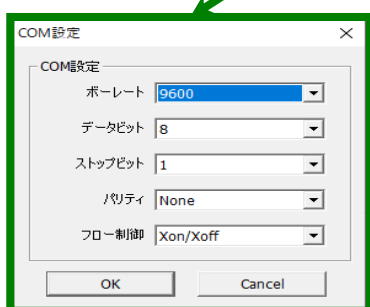 COM設定
COM設定
ボーレート 9600
データビット 8
ストップビット 1
パリティ None
フロー制御 Xon/Xoff
OK Cancel